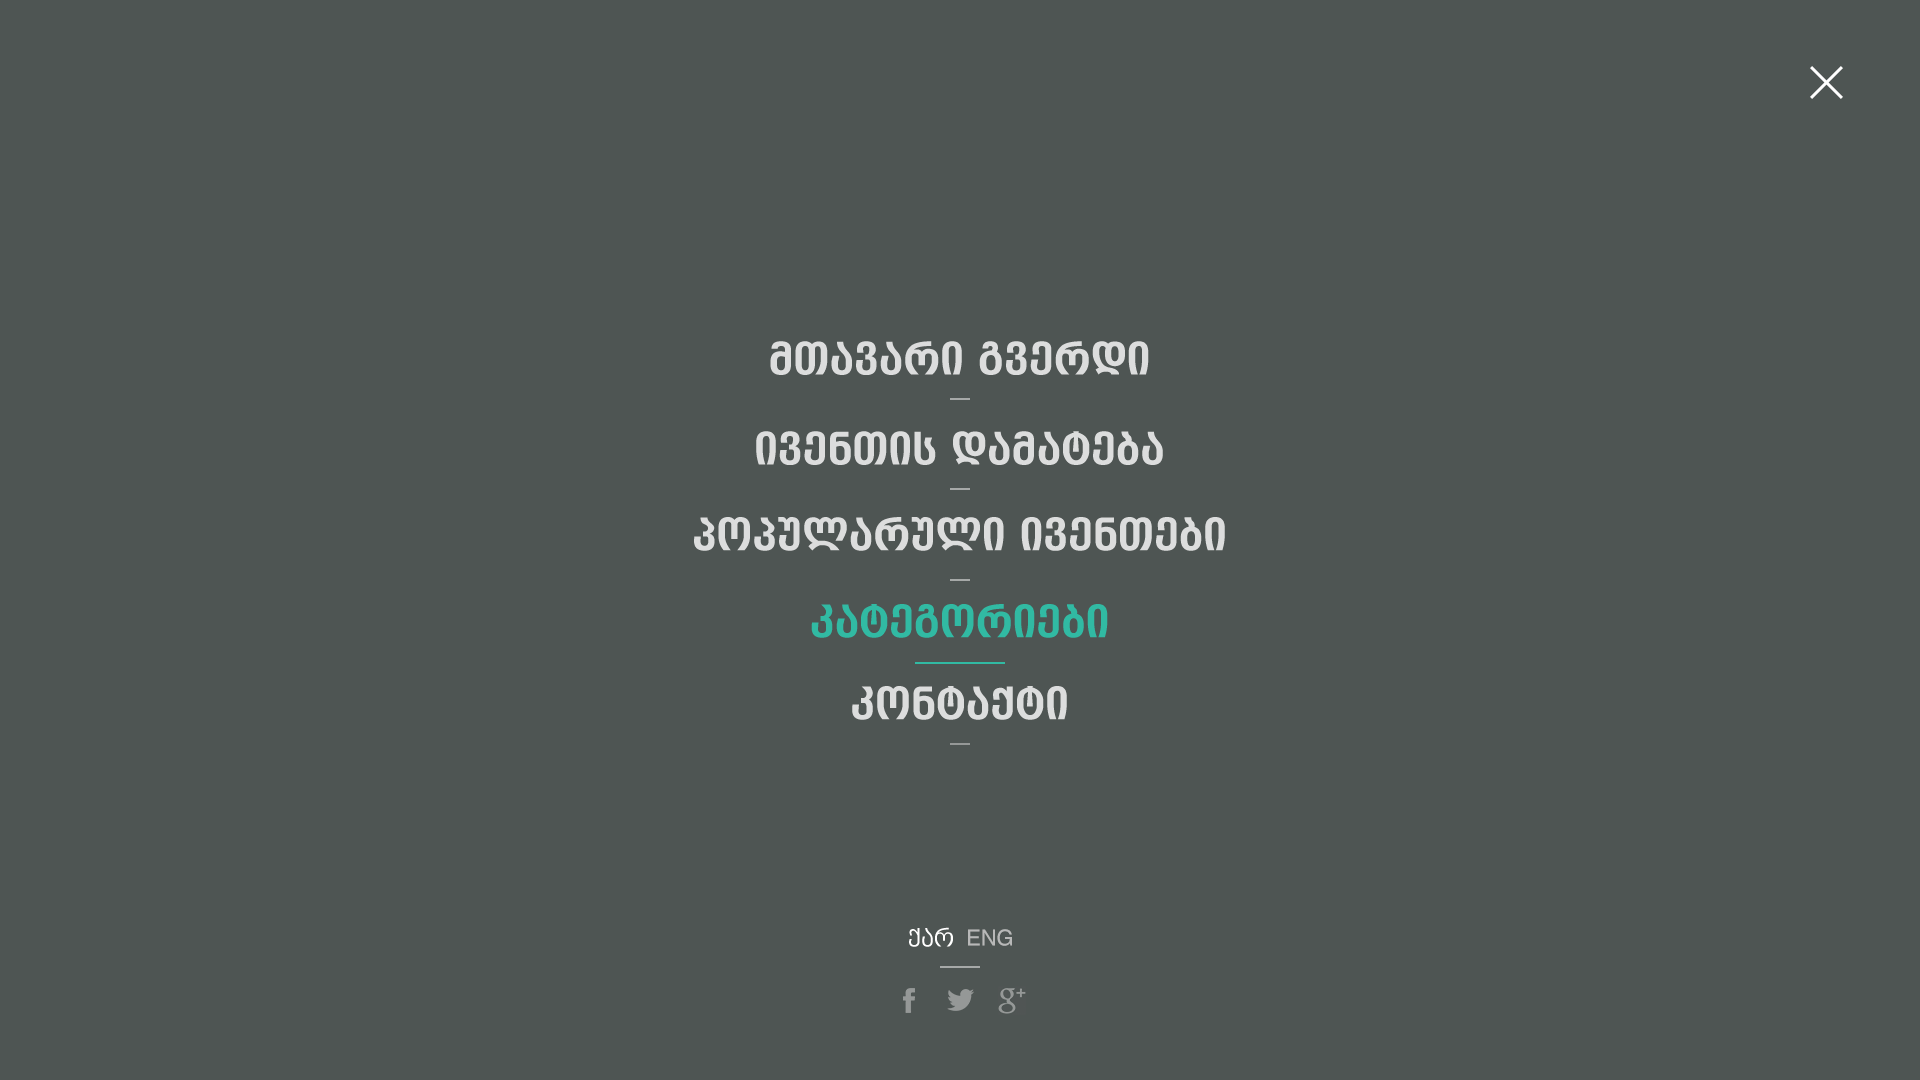 მთავარი გვერდი
ივენთის დამატება
პოპულარული ივენთები
კატეგორიები
კონტაქტი
ქარ ENG
f g+